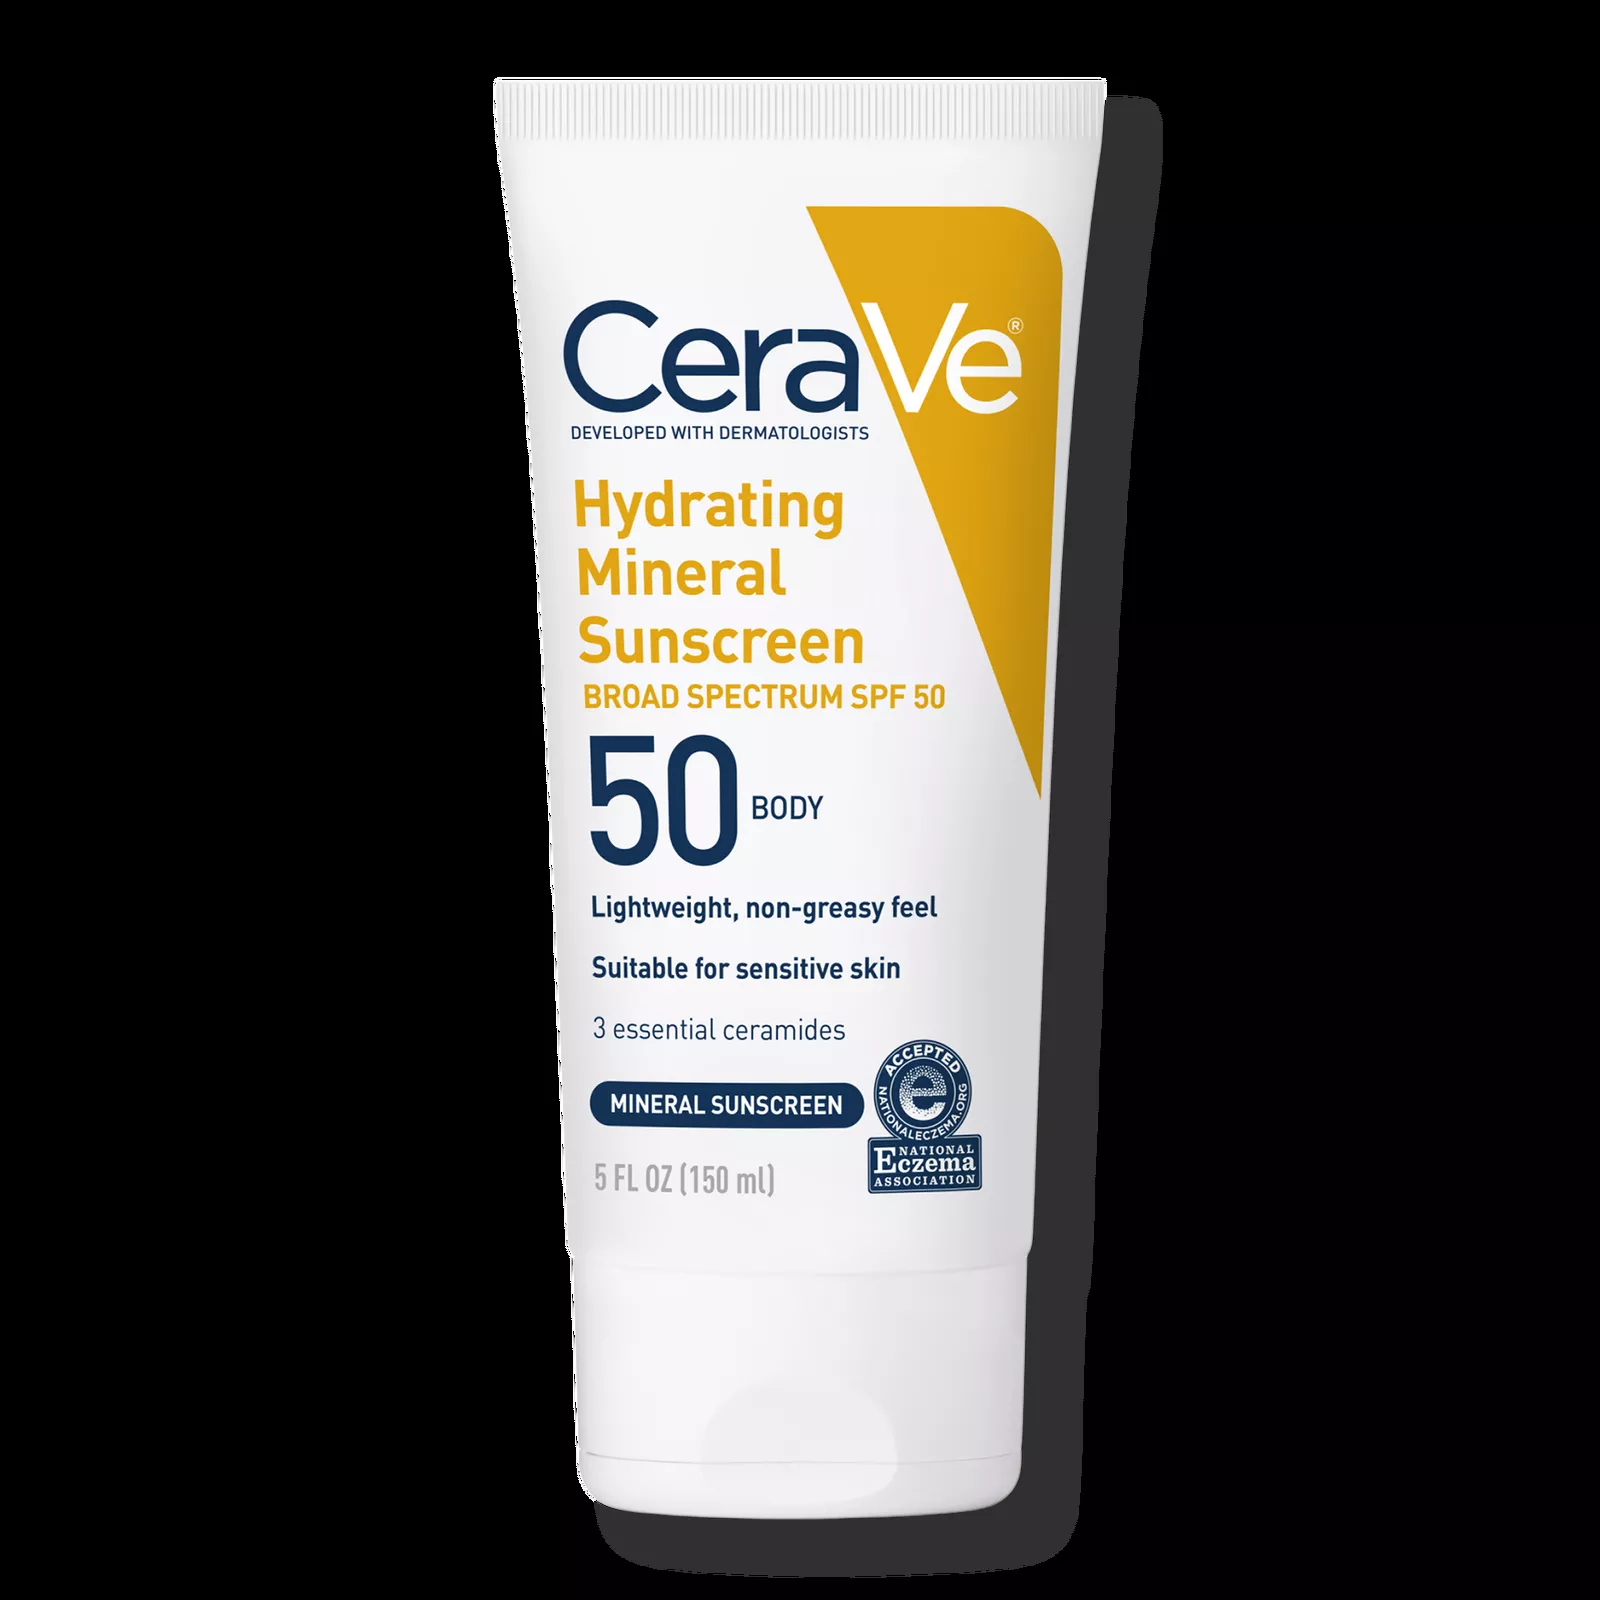 CeraVe®
DEVELOPED WITH DERMATOLOGISTS
Hydrating
Mineral
Sunscreen
BROAD SPECTRUM SPF 50
50 BODY
Lightweight, non-greasy feel
Suitable for sensitive skin
3 essential ceramides
MINERAL SUNSCREEN
ACCEPTED
e
NATIONALECZEMA.ORG
NATIONAL
Eczema
ASSOCIATION
5 FL OZ (150 ml)